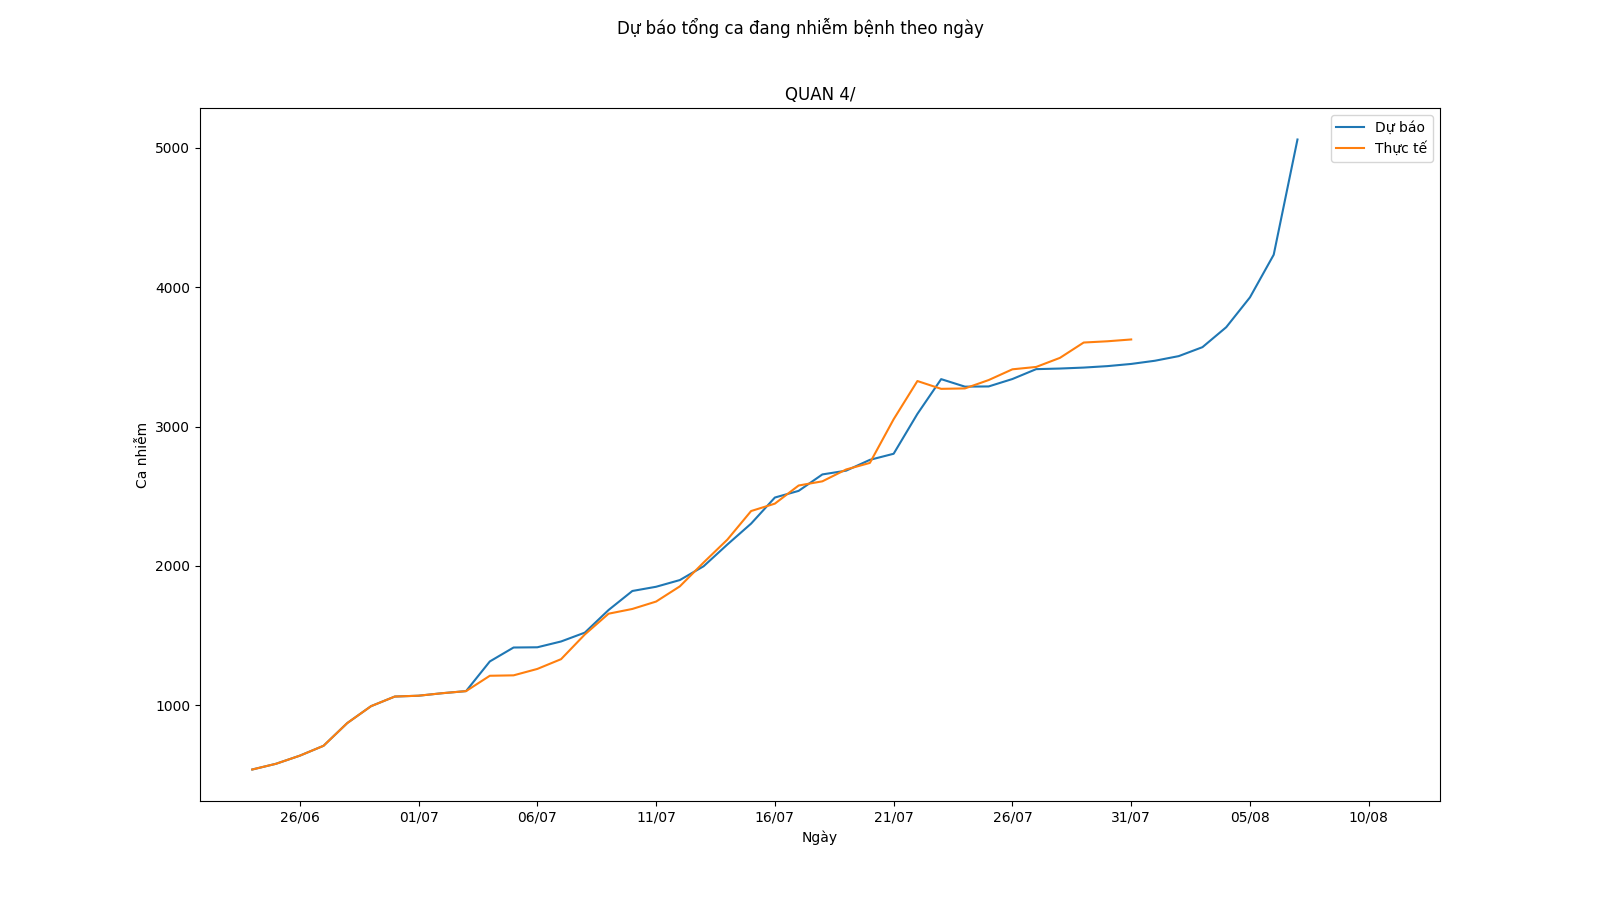 Dự báo tổng ca đang nhiễm bệnh theo ngày
QUAN 4/
Dự báo
Thực tế
5000
4000
3000
2000
1000
Ca nhiễm
26/06 01/07 06/07 11/07 16/07 21/07 26/07 31/07 05/08 10/08
Ngày